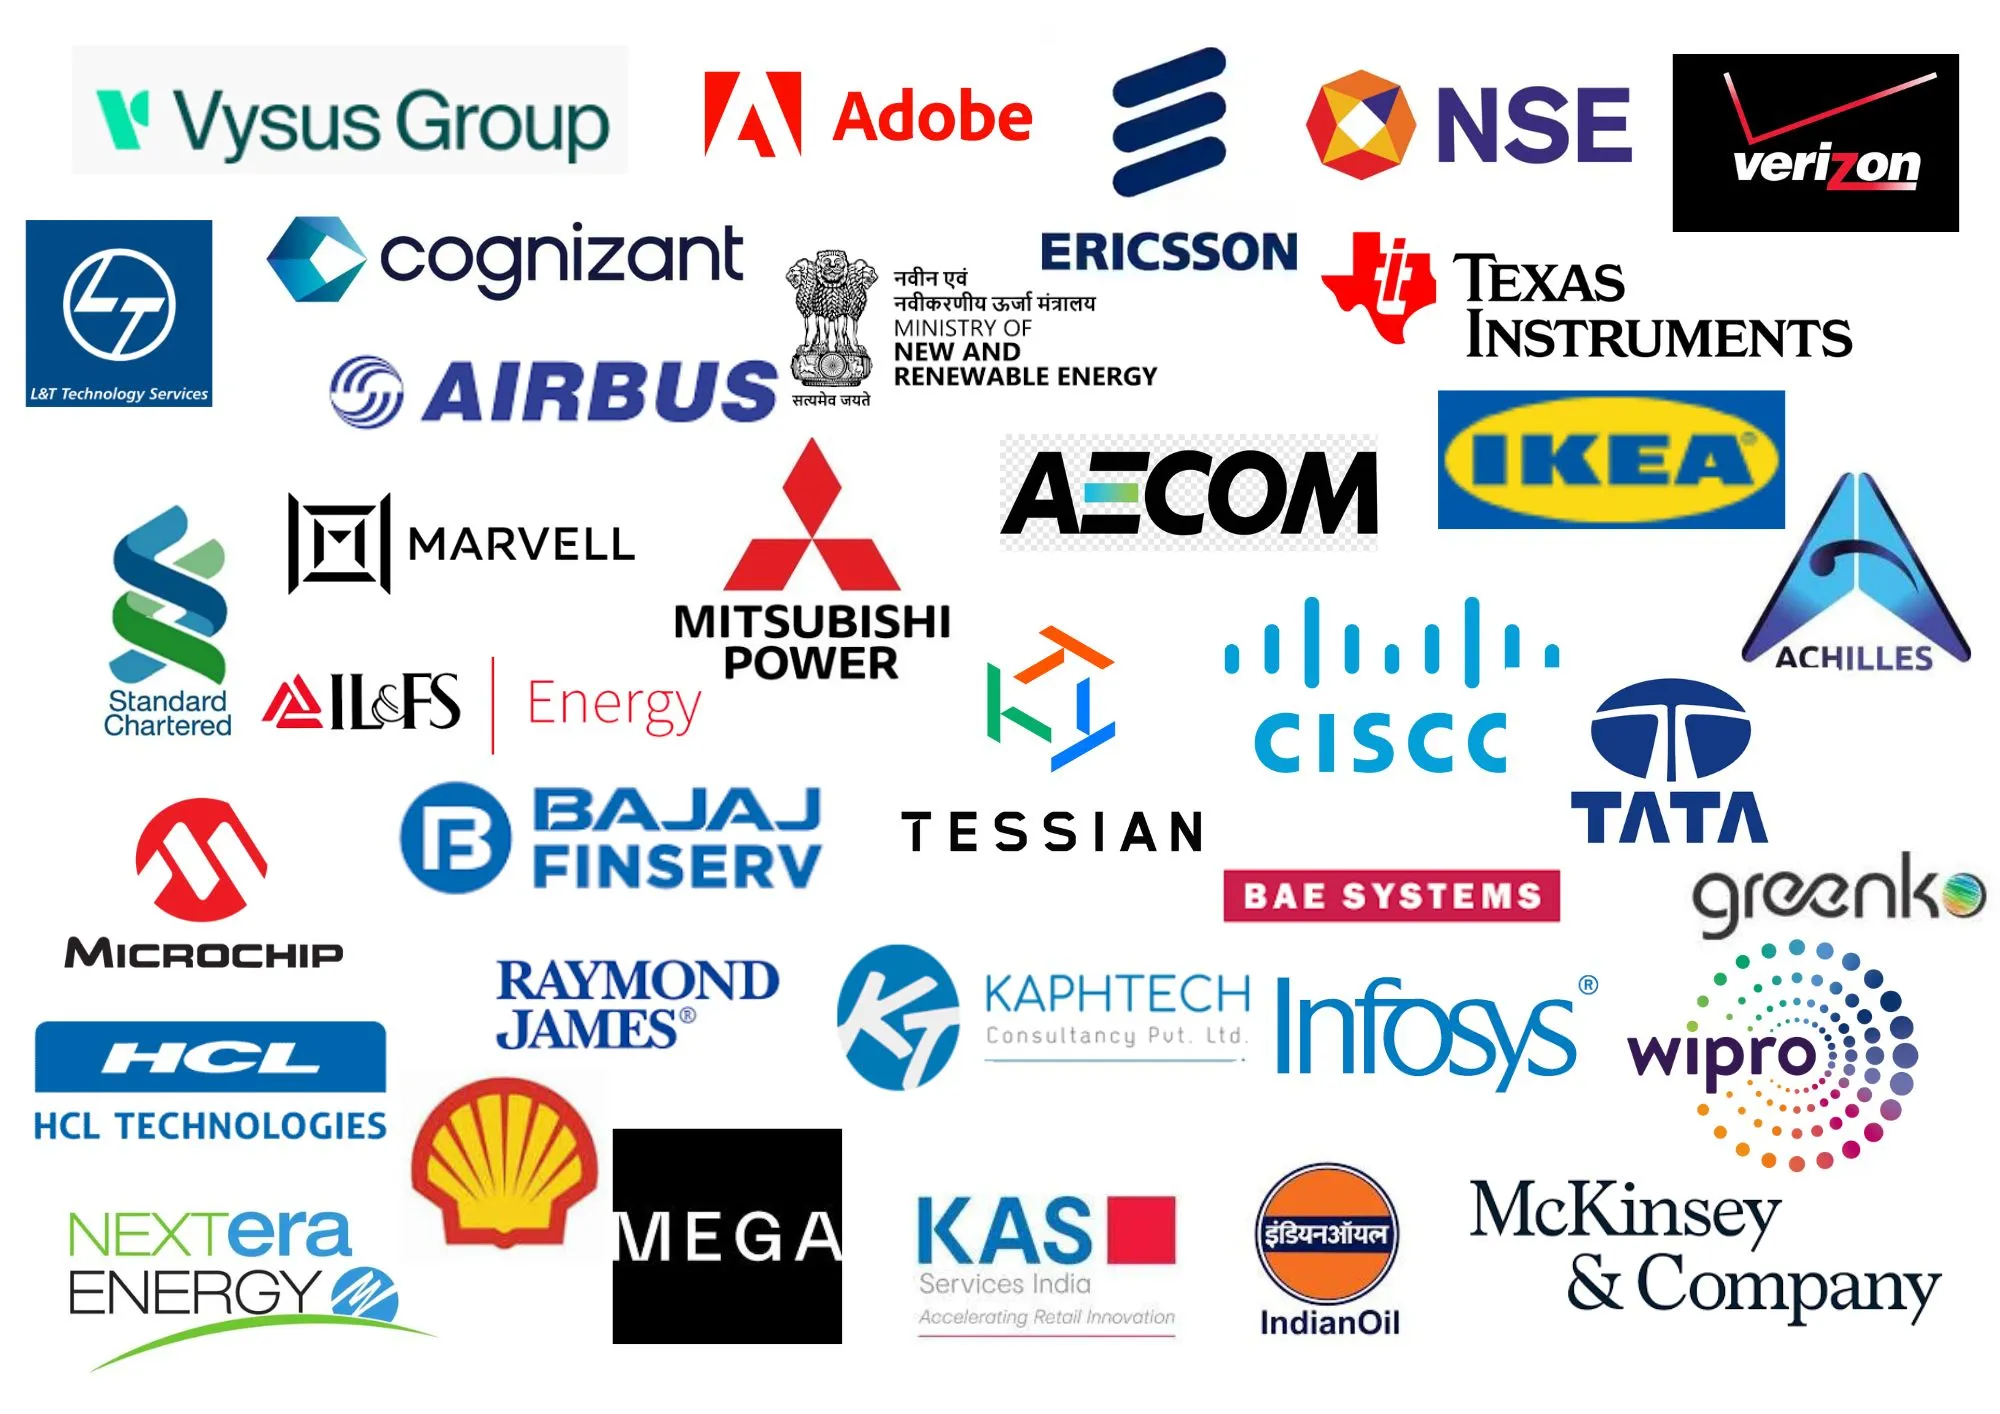 Vysus Group
Adobe
ERICSSON
NSE
verizon
L&T Technology Services
cognizant
नवीन एवं
नवीकरणीय ऊर्जा मंत्रालय
MINISTRY OF
NEW AND
RENEWABLE ENERGY
सत्यमेव जयते
TEXAS
INSTRUMENTS
AIRBUS
IKEA®
AECOM
MARVELL
MITSUBISHI
POWER
ACHILLES
Standard
Chartered
IL&FS
Energy
CISCC
TATA
TESSIAN
BAJAJ
FINSERV
MICROCHIP
BAE SYSTEMS
greenko
RAYMOND
JAMES®
KT
KAPHTECH
Consultancy Pvt. Ltd.
Infosys®
wipro
HCL
HCL TECHNOLOGIES
NEXTera
ENERGY
MEGA
KAS
Services India
Accelerating Retail Innovation
इंडियनऑयल
IndianOil
McKinsey
& Company